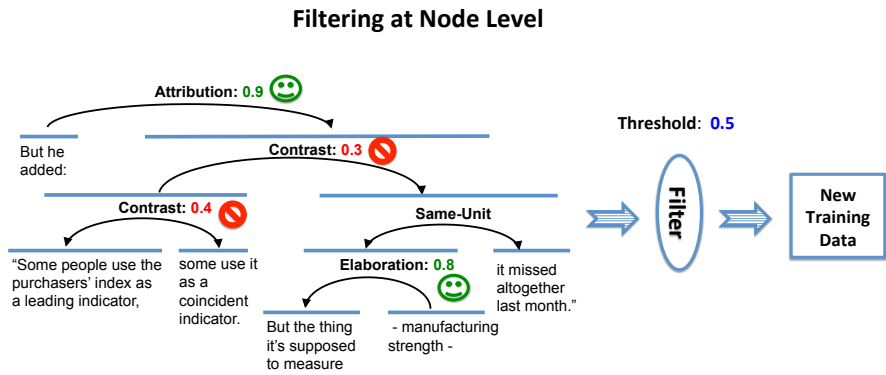 Filtering at Node Level
Attribution: 0.9
But he
added:
Contrast: 0.3
Contrast: 0.4
Same-Unit
“Some people use the
purchasers’ index as
a leading indicator,
some use it
as a
coincident
indicator.
Elaboration: 0.8
it missed
altogether
last month.”
But the thing
it’s supposed
to measure
- manufacturing
strength -
Threshold: 0.5
Filter
New
Training
Data